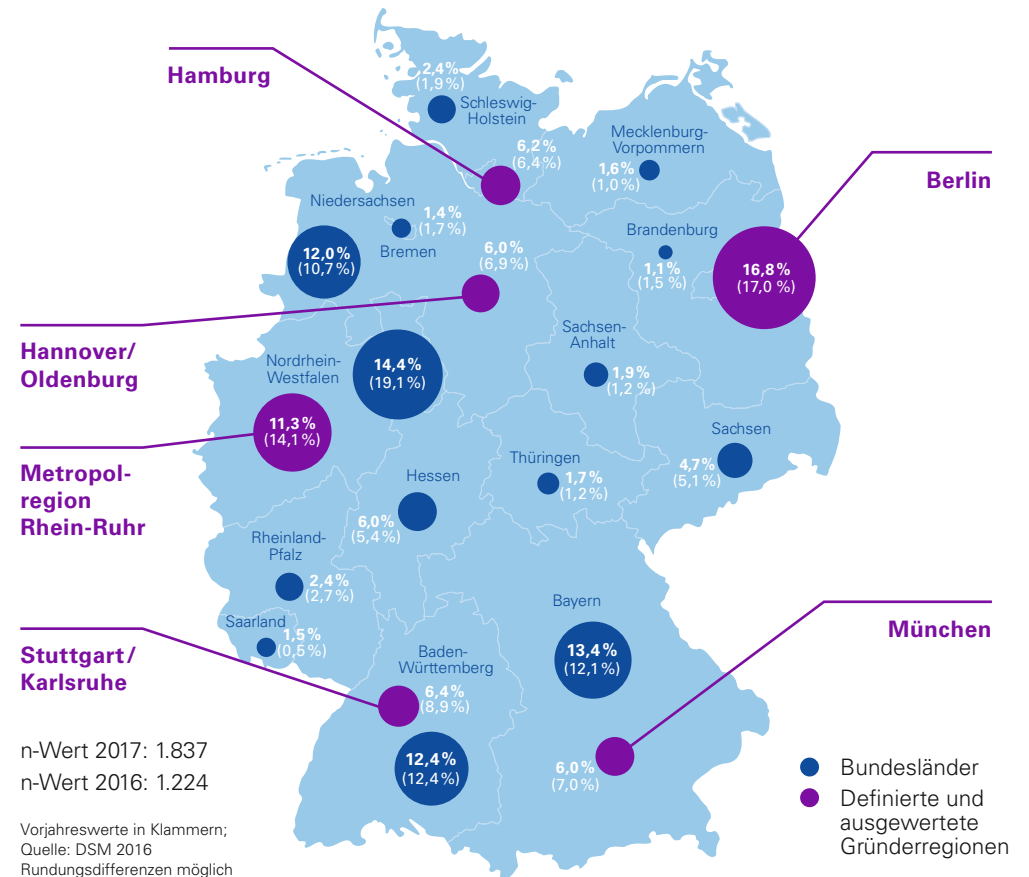 Hamburg
2,4%
(1,9%)
Schleswig-
Holstein
6,2%
(6,4%)
Mecklenburg-
Vorpommern
1,6%
(1,0%)
Berlin
16,8%
(17,0 %)
Niedersachsen
12,0%
(10,7%)
1,4%
(1,7%)
Bremen
6,0%
(6,9%)
Brandenburg
1,1%
(1,5 %)
Hannover/
Oldenburg
Nordrhein-
Westfalen
14,4%
(19,1%)
11,3%
(14,1%)
Sachsen-
Anhalt
1,9%
(1,2%)
Metropol-
region
Rhein-Ruhr
Sachsen
4,7%
(5,1%)
Thüringen
1,7%
(1,2%)
Hessen
6,0%
(5,4%)
Rheinland-
Pfalz
2,4%
(2,7%)
Saarland
1,5%
(0,5%)
Stuttgart/
Karlsruhe
Baden-
Württemberg
6,4%
(8,9%)
12,4%
(12,4%)
Bayern
13,4%
(12,1%)
München
6,0%
(7,0%)
n-Wert 2017: 1.837
n-Wert 2016: 1.224
Vorjahreswerte in Klammern;
Quelle: DSM 2016
Rundungsdifferenzen möglich
Bundesländer
Definierte und
ausgewertete
Gründerregionen